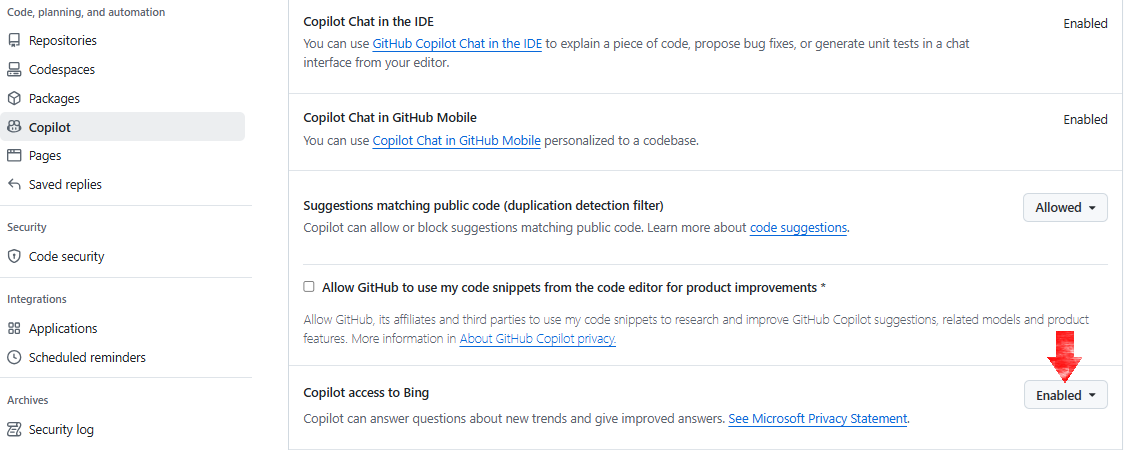 Code, planning, and automation
Repositories
Codespaces
Packages
Copilot
Pages
Saved replies
Security
Code security
Integrations
Applications
Scheduled reminders
Archives
Security log
Copilot Chat in the IDE
Enabled
You can use GitHub Copilot Chat in the IDE to explain a piece of code, propose bug fixes, or generate unit tests in a chat
interface from your editor.
Copilot Chat in GitHub Mobile
Enabled
You can use Copilot Chat in GitHub Mobile personalized to a codebase.
Suggestions matching public code (duplication detection filter)
Allowed
Copilot can allow or block suggestions matching public code. Learn more about code suggestions.
Allow GitHub to use my code snippets from the code editor for product improvements *
Allow GitHub, its affiliates and third parties to use my code snippets to research and improve GitHub Copilot suggestions, related models and product
features. More information in About GitHub Copilot privacy.
Copilot access to Bing
Enabled
Copilot can answer questions about new trends and give improved answers. See Microsoft Privacy Statement.